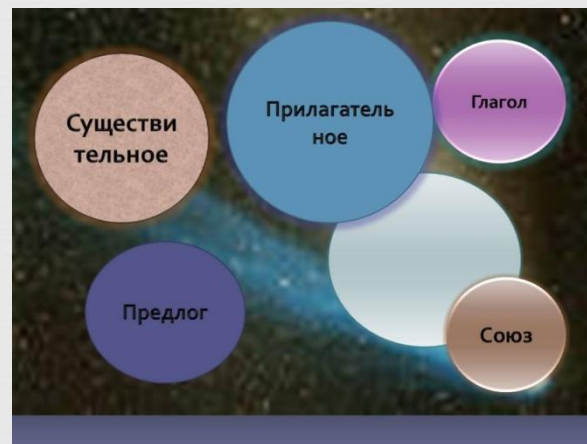 Существи
тельное
Прилагатель
ное
Глагол
Предлог
Союз